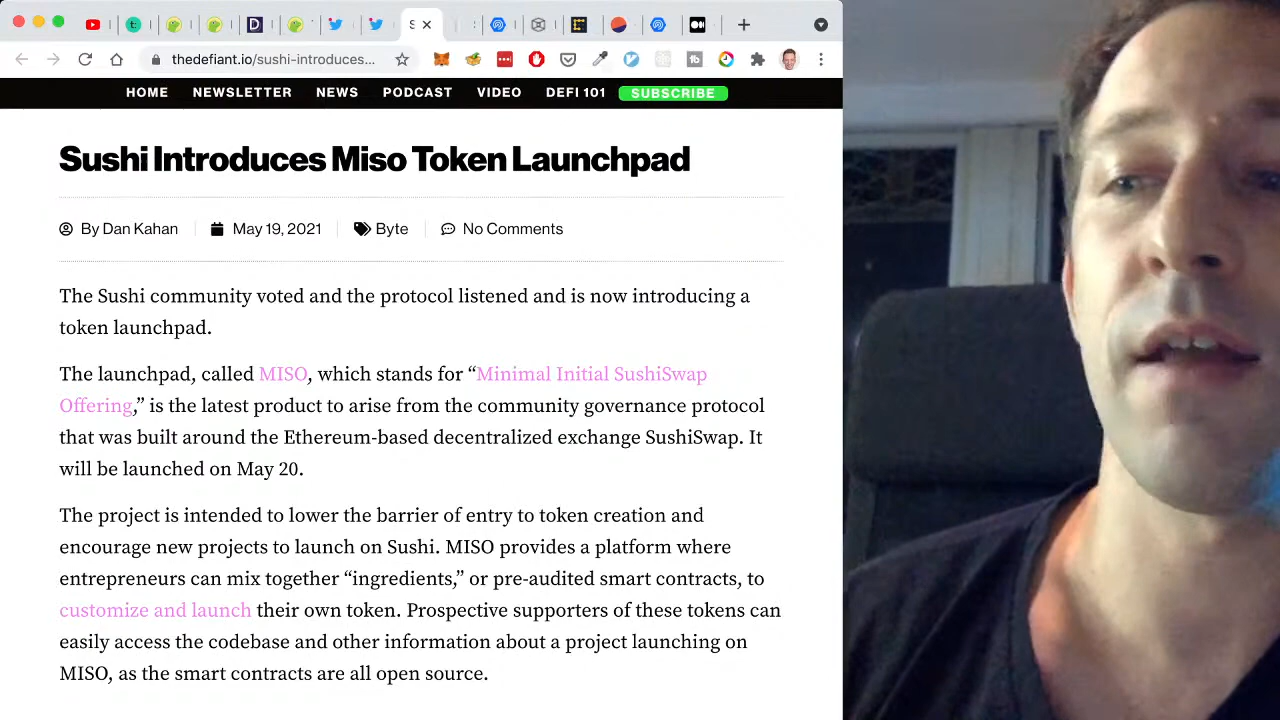 S
thedefiant.io/sushi-introduces...
HOME NEWSLETTER NEWS PODCAST VIDEO DEFI 101 SUBSCRIBE
Sushi Introduces Miso Token Launchpad
By Dan Kahan May 19, 2021 Byte No Comments
The Sushi community voted and the protocol listened and is now introducing a
token launchpad.
The launchpad, called MISO, which stands for “Minimal Initial SushiSwap
Offering,” is the latest product to arise from the community governance protocol
that was built around the Ethereum-based decentralized exchange SushiSwap. It
will be launched on May 20.
The project is intended to lower the barrier of entry to token creation and
encourage new projects to launch on Sushi. MISO provides a platform where
entrepreneurs can mix together “ingredients,” or pre-audited smart contracts, to
customize and launch their own token. Prospective supporters of these tokens can
easily access the codebase and other information about a project launching on
MISO, as the smart contracts are all open source.